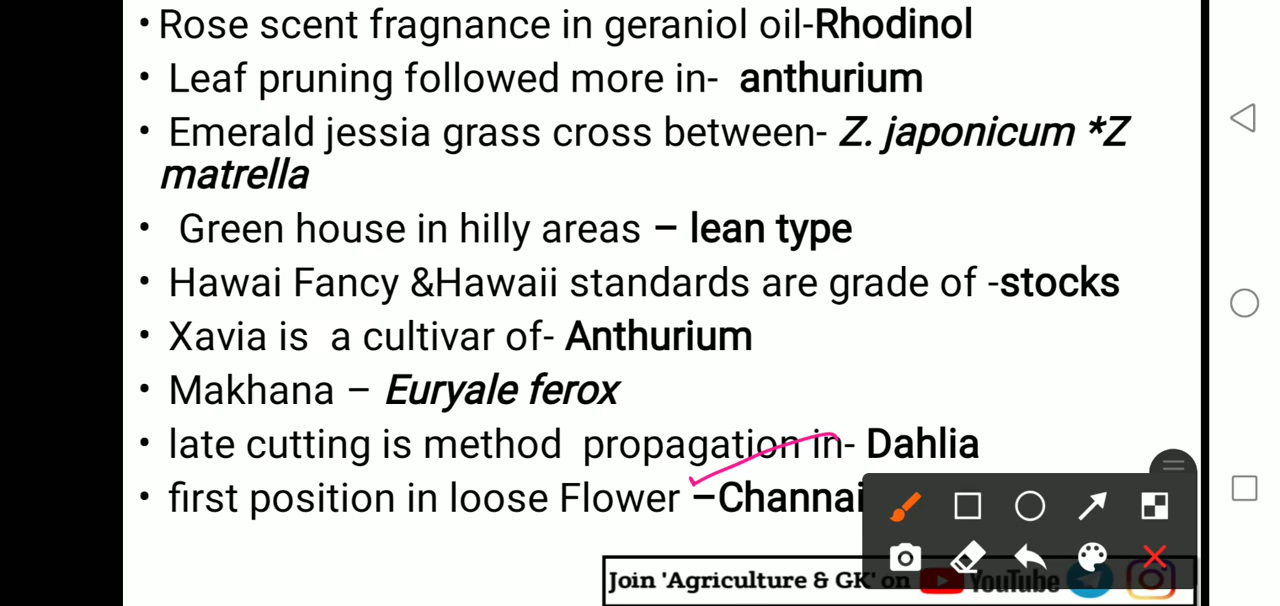 • Rose scent fragnance in geraniol oil-Rhodinol
• Leaf pruning followed more in- anthurium
• Emerald jessia grass cross between- Z. japonicum *Z
matrella
• Green house in hilly areas – lean type
• Hawai Fancy &Hawaii standards are grade of -stocks
• Xavia is a cultivar of- Anthurium
• Makhana – Euryale ferox
• late cutting is method propagation in- Dahlia
• first position in loose Flower –Channai
Join 'Agriculture & GK' on YouTube